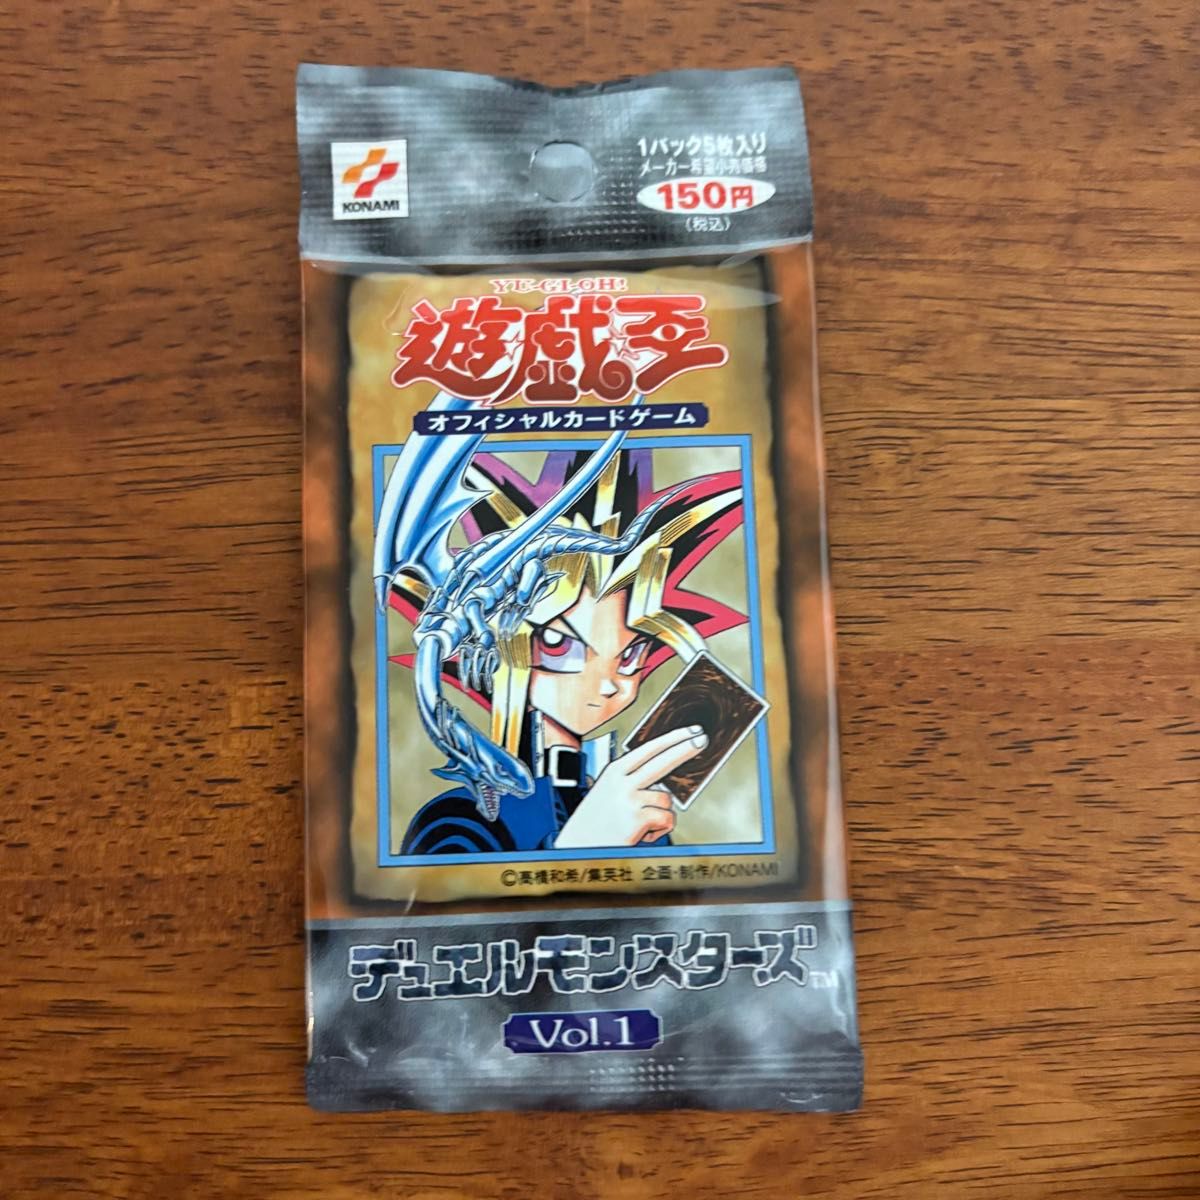 KONAMI
1パック5枚入り
メーカー希望小売価格
150円
(税込)
YU-GI-OH!
遊☆戯☆王
オフィシャルカードゲーム
©高橋和希/集英社 企画・制作/KONAMI
デュエルモンスターズ™
Vol.1